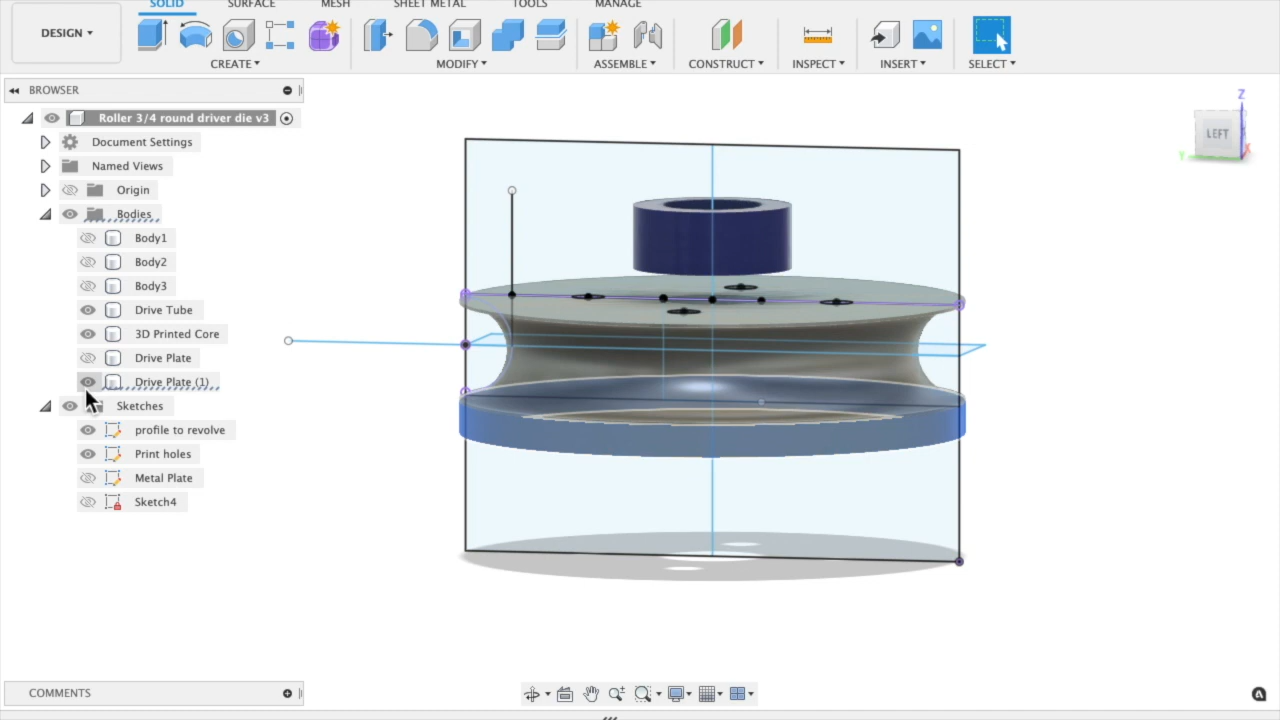 SOLID SURFACE MESH SHEET METAL TOOLS MANAGE
DESIGN
CREATE MODIFY ASSEMBLE CONSTRUCT INSPECT INSERT SELECT
BROWSER
Roller 3/4 round driver die v3
Document Settings
Named Views
Origin
Bodies
Body1
Body2
Body3
Drive Tube
3D Printed Core
Drive Plate
Drive Plate (1)
Sketches
profile to revolve
Print holes
Metal Plate
Sketch4
Z
LEFT
Y
X
COMMENTS